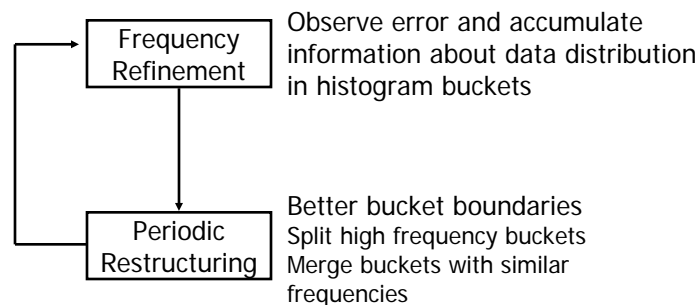 Frequency
Refinement
Observe error and accumulate
information about data distribution
in histogram buckets
Periodic
Restructuring
Better bucket boundaries
Split high frequency buckets
Merge buckets with similar
frequencies